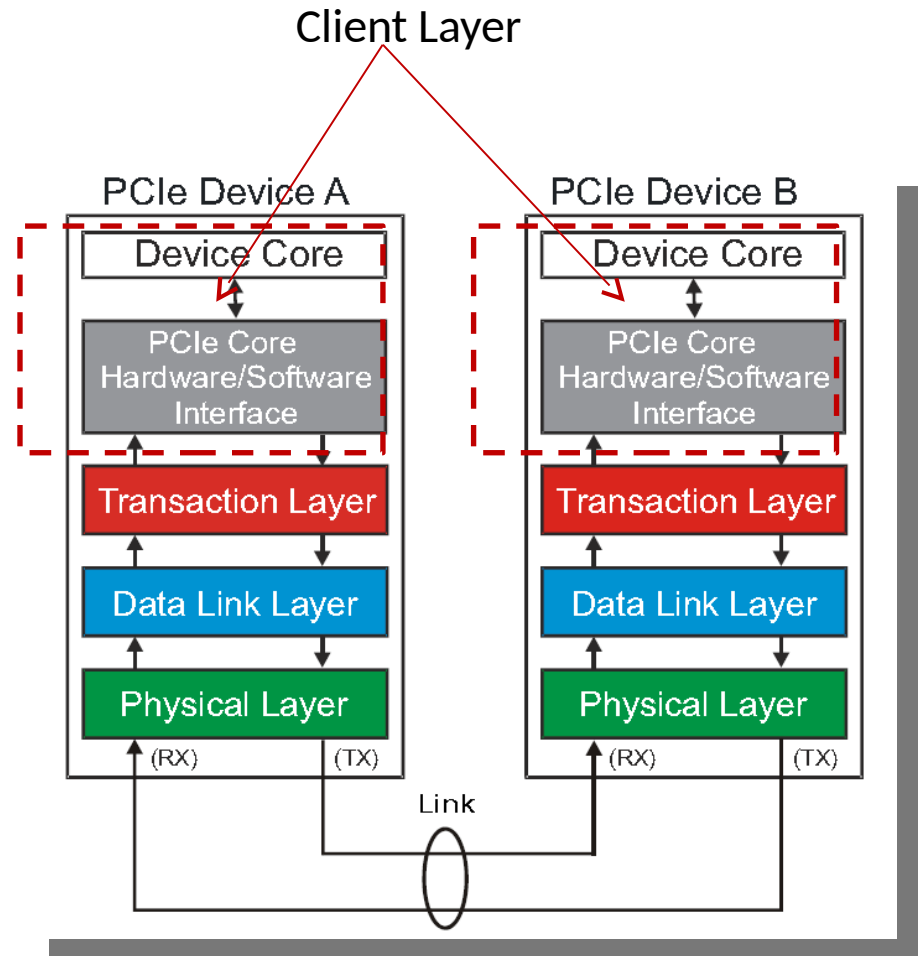 Client Layer
PCIe Device A
Device Core
PCIe Core
Hardware/Software
Interface
Transaction Layer
Data Link Layer
Physical Layer
(RX)
(TX)
PCIe Device B
Device Core
PCIe Core
Hardware/Software
Interface
Transaction Layer
Data Link Layer
Physical Layer
(RX)
(TX)
Link